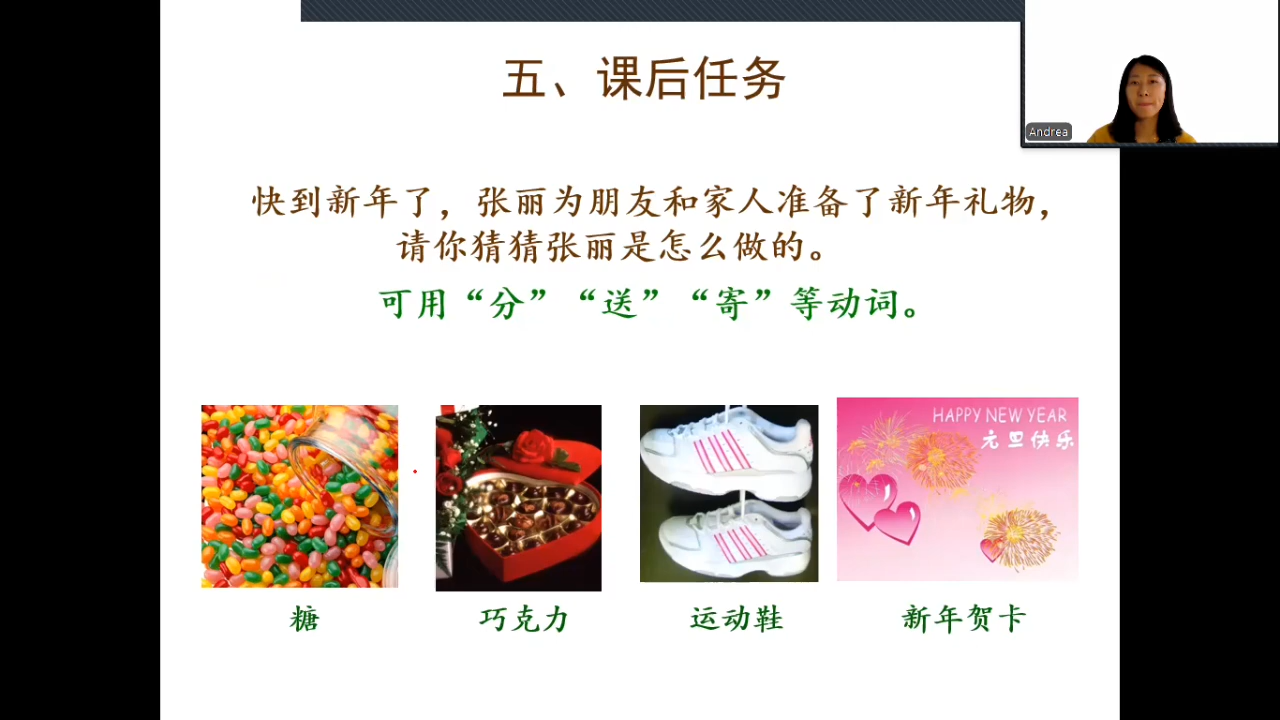 五、课后任务
Andrea
快到新年了，张丽为朋友和家人准备了新年礼物，
请你猜猜张丽是怎么做的。
可用“分”“送”“寄”等动词。
HAPPY NEW YEAR
元旦快乐
糖
巧克力
运动鞋
新年贺卡